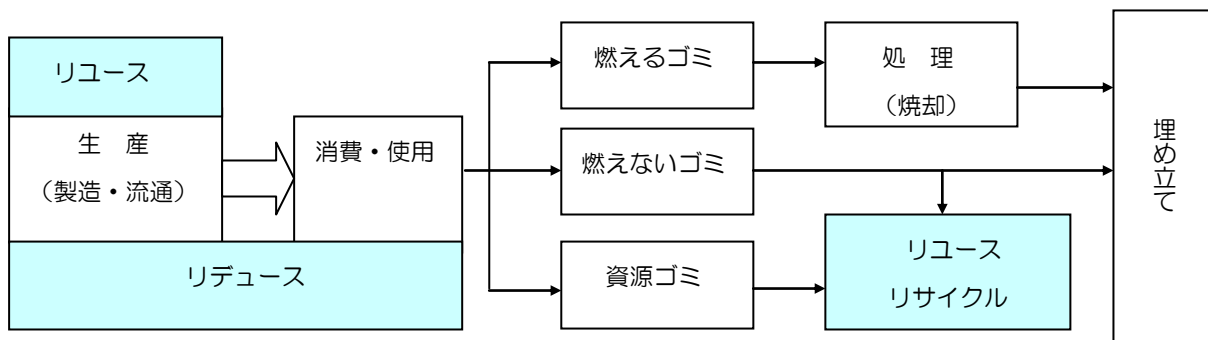 リユース
生　産
（製造・流通）
リデュース
消費・使用
燃えるゴミ
燃えないゴミ
資源ゴミ
処　理
（焼却）
リユース
リサイクル
埋め立て